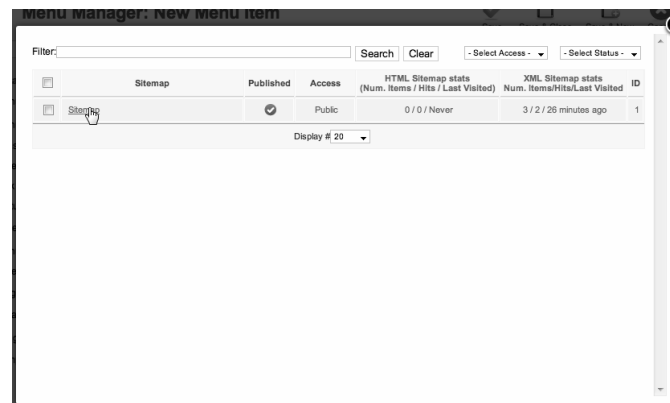 Menu Manager: New Menu Item
Filter: Search Clear - Select Access - - Select Status -
Sitemap Published Access HTML Sitemap stats (Num. Items / Hits / Last Visited) XML Sitemap stats Num. Items/Hits/Last Visited ID
Sitemap Public 0 / 0 / Never 3 / 2 / 26 minutes ago 1
Display # 20